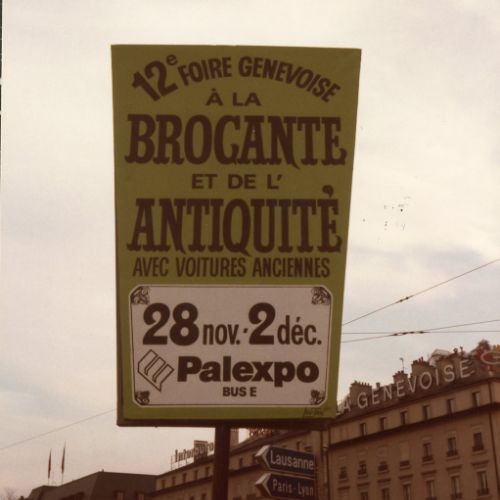 12e FOIRE GENEVOISE
À LA
BROCANTE
ET DE L'
ANTIQUITÉ
AVEC VOITURES ANCIENNES
28 nov. - 2 déc.
Palexpo
BUS E
LA GENEVOISE
Lausanne
Paris-Lyon